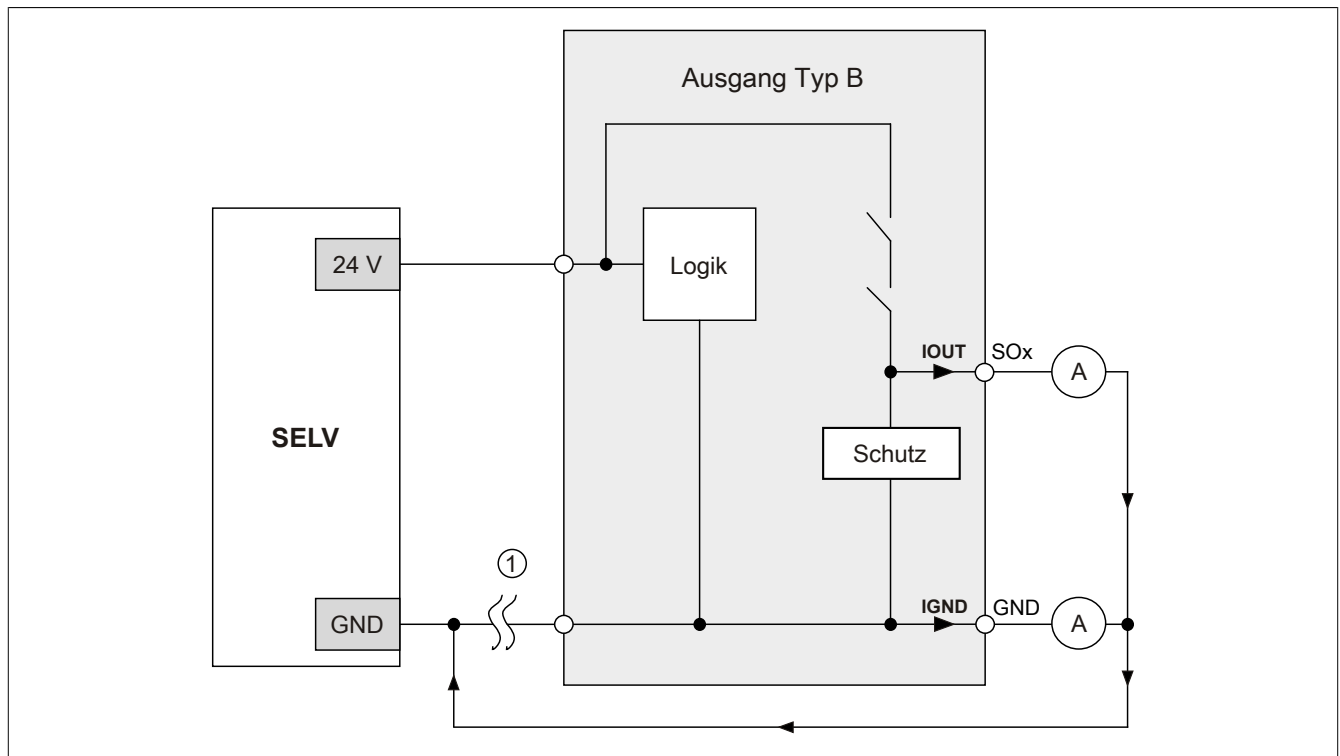 Ausgang Typ B
24 V
Logik
IOUT
SOx
A
SELV
Schutz
1
GND
IGND
GND
A